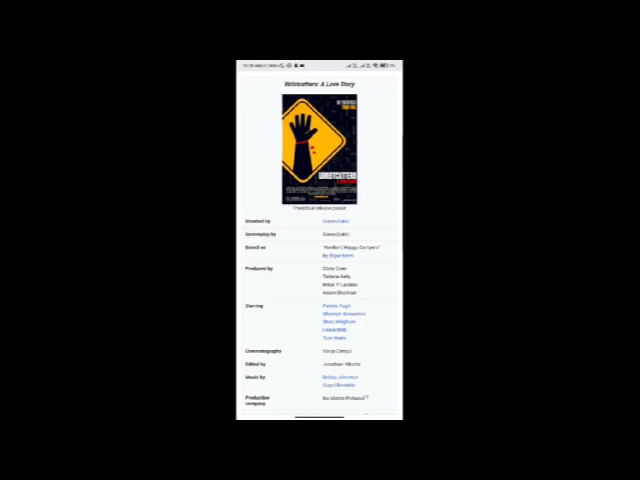 Wristcutters: A Love Story
WRISTCUTTERS
Theatrical release poster
Directed by
Goran Dukić
Screenplay by
Goran Dukić
Based on
"Kneller's Happy Campers"
by Etgar Keret
Produced by
Chris Coen
Tatiana Kelly
Mikal P. Lazarev
Adam Sherman
Starring
Patrick Fugit
Shannyn Sossamon
Shea Whigham
Leslie Bibb
Tom Waits
Cinematography
Vanja Černjul
Edited by
Jonathan Alberts
Music by
Bobby Johnston
Gogol Bordello
Production
company
No Matter Pictures